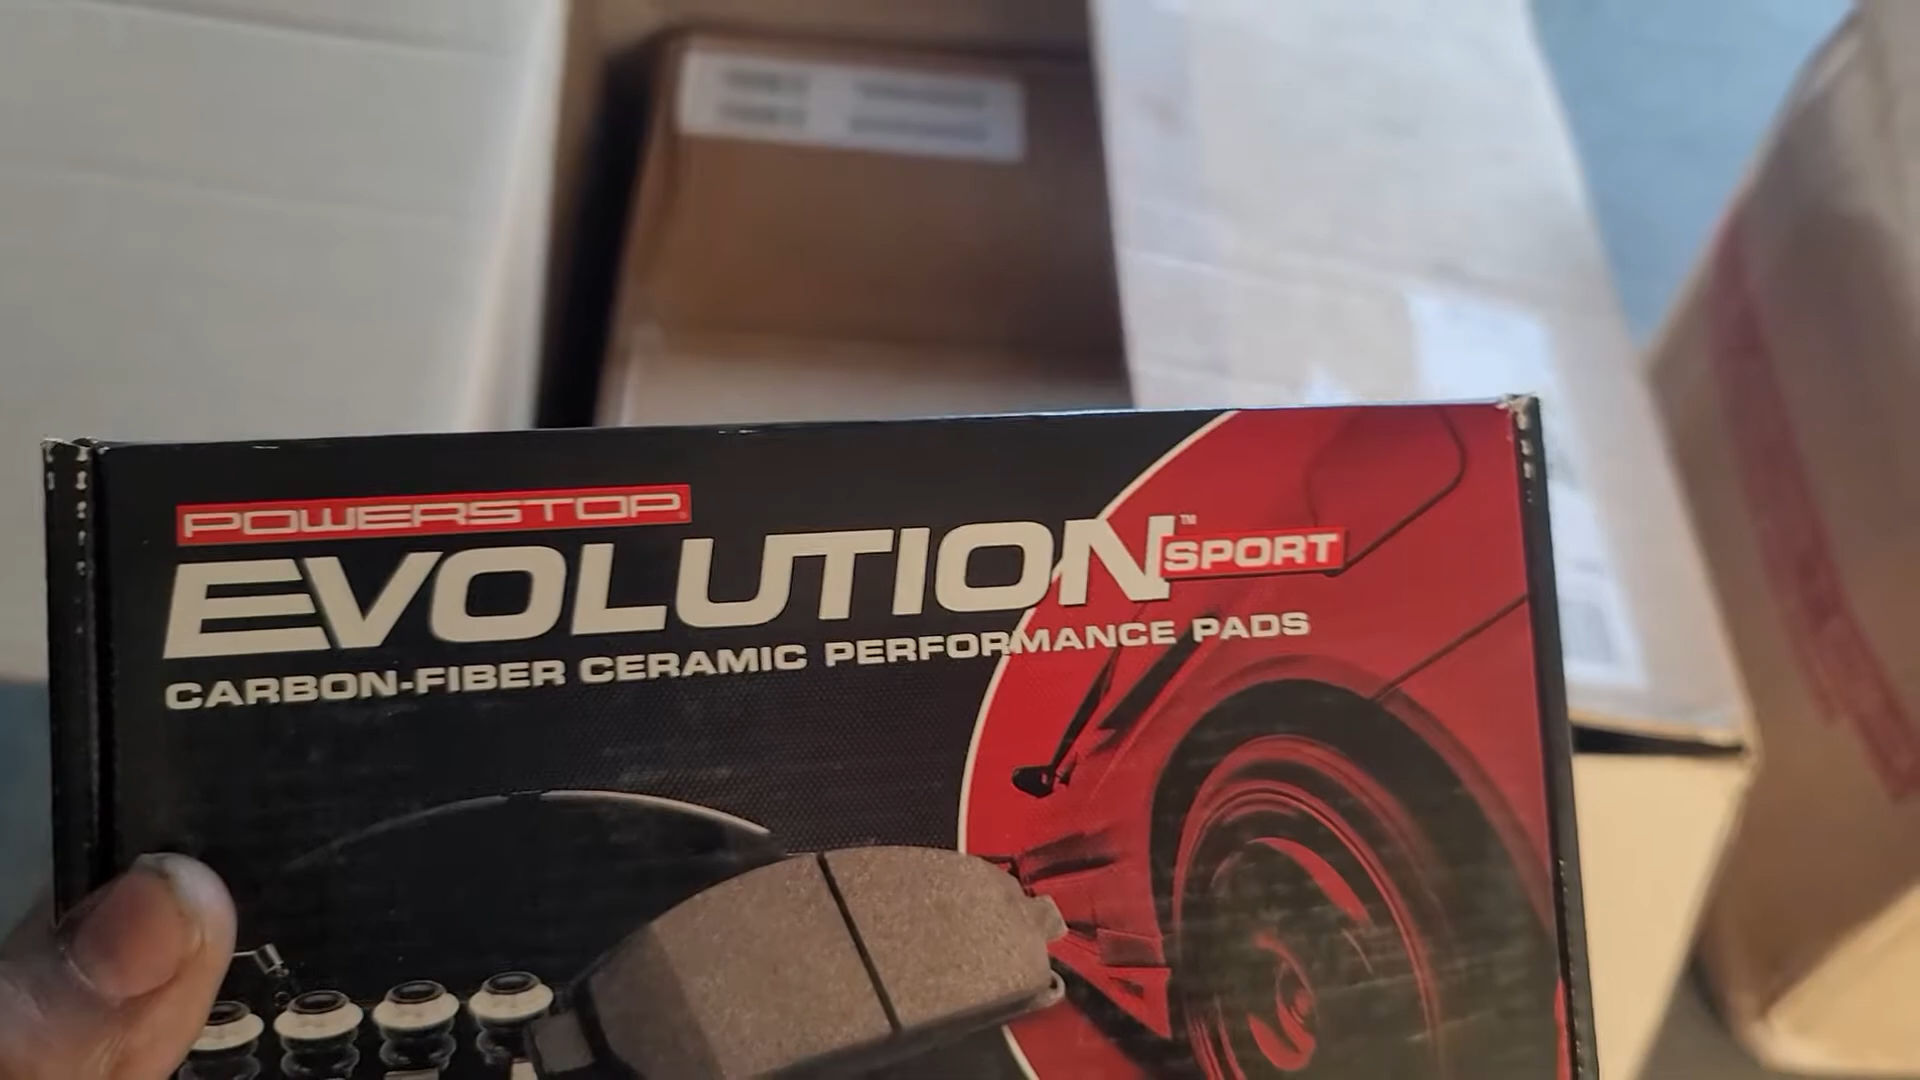 POWERSTOP
EVOLUTION™ SPORT
CARBON-FIBER CERAMIC PERFORMANCE PADS